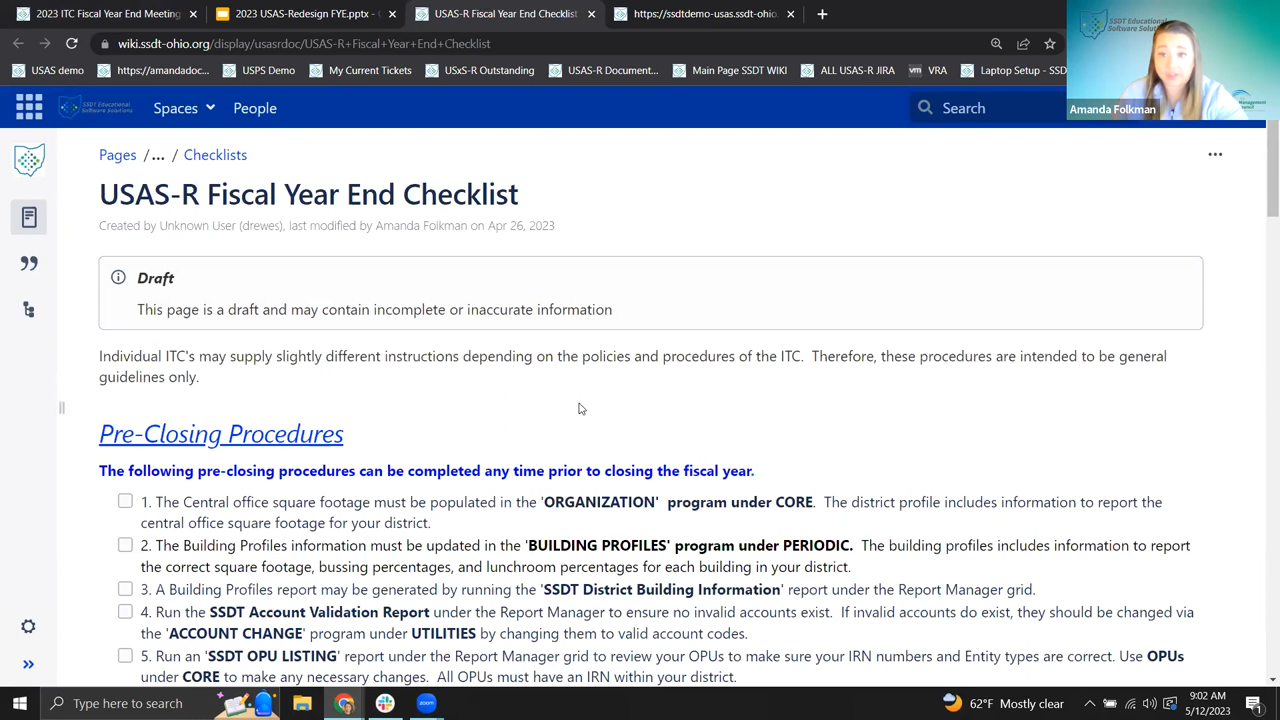 2023 ITC Fiscal Year End Meeting
2023 USAS-Redesign FYE.pptx -
USAS-R Fiscal Year End Checklist
https://ssdtdemo-usas.ssdt-ohio.
wiki.ssdt-ohio.org/display/usasrdoc/USAS-R+Fiscal+Year+End+Checklist
USAS demo
https://amandadoc...
USPS Demo
My Current Tickets
USxS-R Outstanding
USAS-R Document...
Main Page SSDT WIKI
ALL USAS-R JIRA
vm VRA
Laptop Setup - SSD
SSDT Educational
Software Solutions
Amanda Folkman
Management
SSDT Educational
Software Solutions
Spaces
People
Search
Pages /... / Checklists
USAS-R Fiscal Year End Checklist
Created by Unknown User (drewes), last modified by Amanda Folkman on Apr 26, 2023
Draft
This page is a draft and may contain incomplete or inaccurate information
Individual ITC's may supply slightly different instructions depending on the policies and procedures of the ITC. Therefore, these procedures are intended to be general
guidelines only.
Pre-Closing Procedures
The following pre-closing procedures can be completed any time prior to closing the fiscal year.
1. The Central office square footage must be populated in the 'ORGANIZATION' program under CORE. The district profile includes information to report the
central office square footage for your district.
2. The Building Profiles information must be updated in the 'BUILDING PROFILES' program under PERIODIC. The building profiles includes information to report
the correct square footage, bussing percentages, and lunchroom percentages for each building in your district.
3. A Building Profiles report may be generated by running the 'SSDT District Building Information' report under the Report Manager grid.
4. Run the SSDT Account Validation Report under the Report Manager to ensure no invalid accounts exist. If invalid accounts do exist, they should be changed via
the 'ACCOUNT CHANGE' program under UTILITIES by changing them to valid account codes.
5. Run an 'SSDT OPU LISTING' report under the Report Manager grid to review your OPUs to make sure your IRN numbers and Entity types are correct. Use OPUs
under CORE to make any necessary changes. All OPUs must have an IRN within your district.
Type here to search
zoom
62°F Mostly clear
9:02 AM
5/12/2023
1